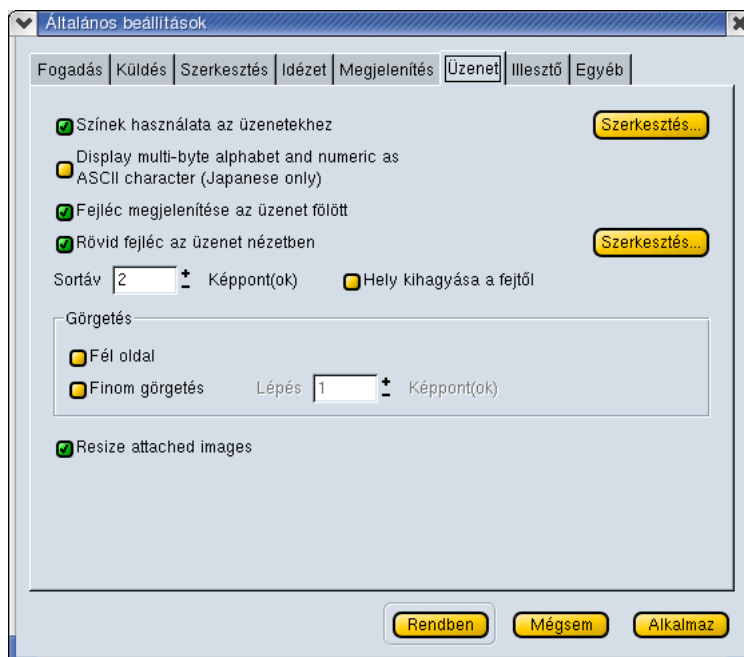 Általános beállítások
Fogadás Küldés Szerkesztés Idézet Megjelenítés Üzenet Illesztő Egyéb
Színek használata az üzenetekhez Szerkesztés...
Display multi-byte alphabet and numeric as
ASCII character (Japanese only)
Fejléc megjelenítése az üzenet fölött
Rövid fejléc az üzenet nézetben Szerkesztés...
Sortáv 2 Képpont(ok) Hely kihagyása a fejtől
Görgetés
Fél oldal
Finom görgetés Lépés 1 Képpont(ok)
Resize attached images
Rendben Mégsem Alkalmaz